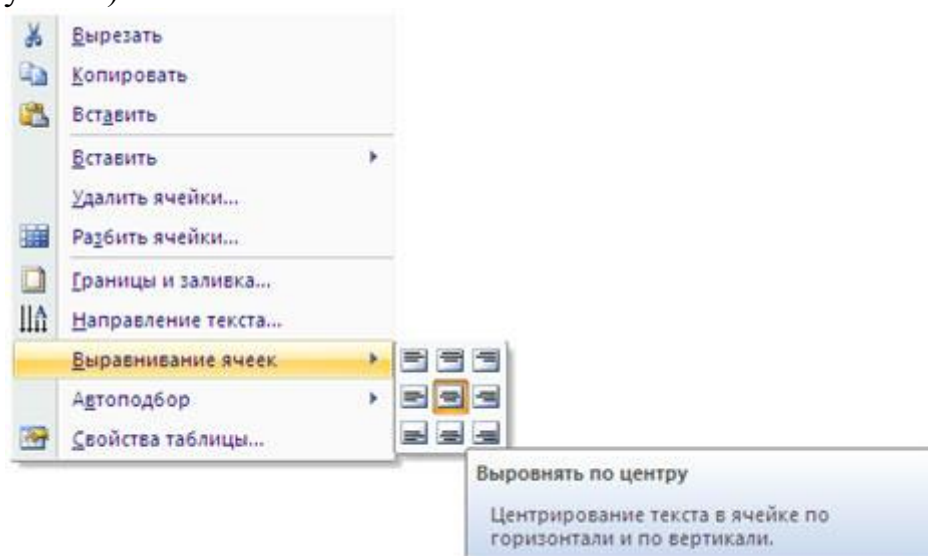 Вырезать
Копировать
Вставить
Вставить
Удалить ячейки...
Разбить ячейки...
Границы и заливка...
Направление текста...
Выравнивание ячеек
Автоподбор
Свойства таблицы...
Выровнять по центру
Центрирование текста в ячейке по
горизонтали и по вертикали.